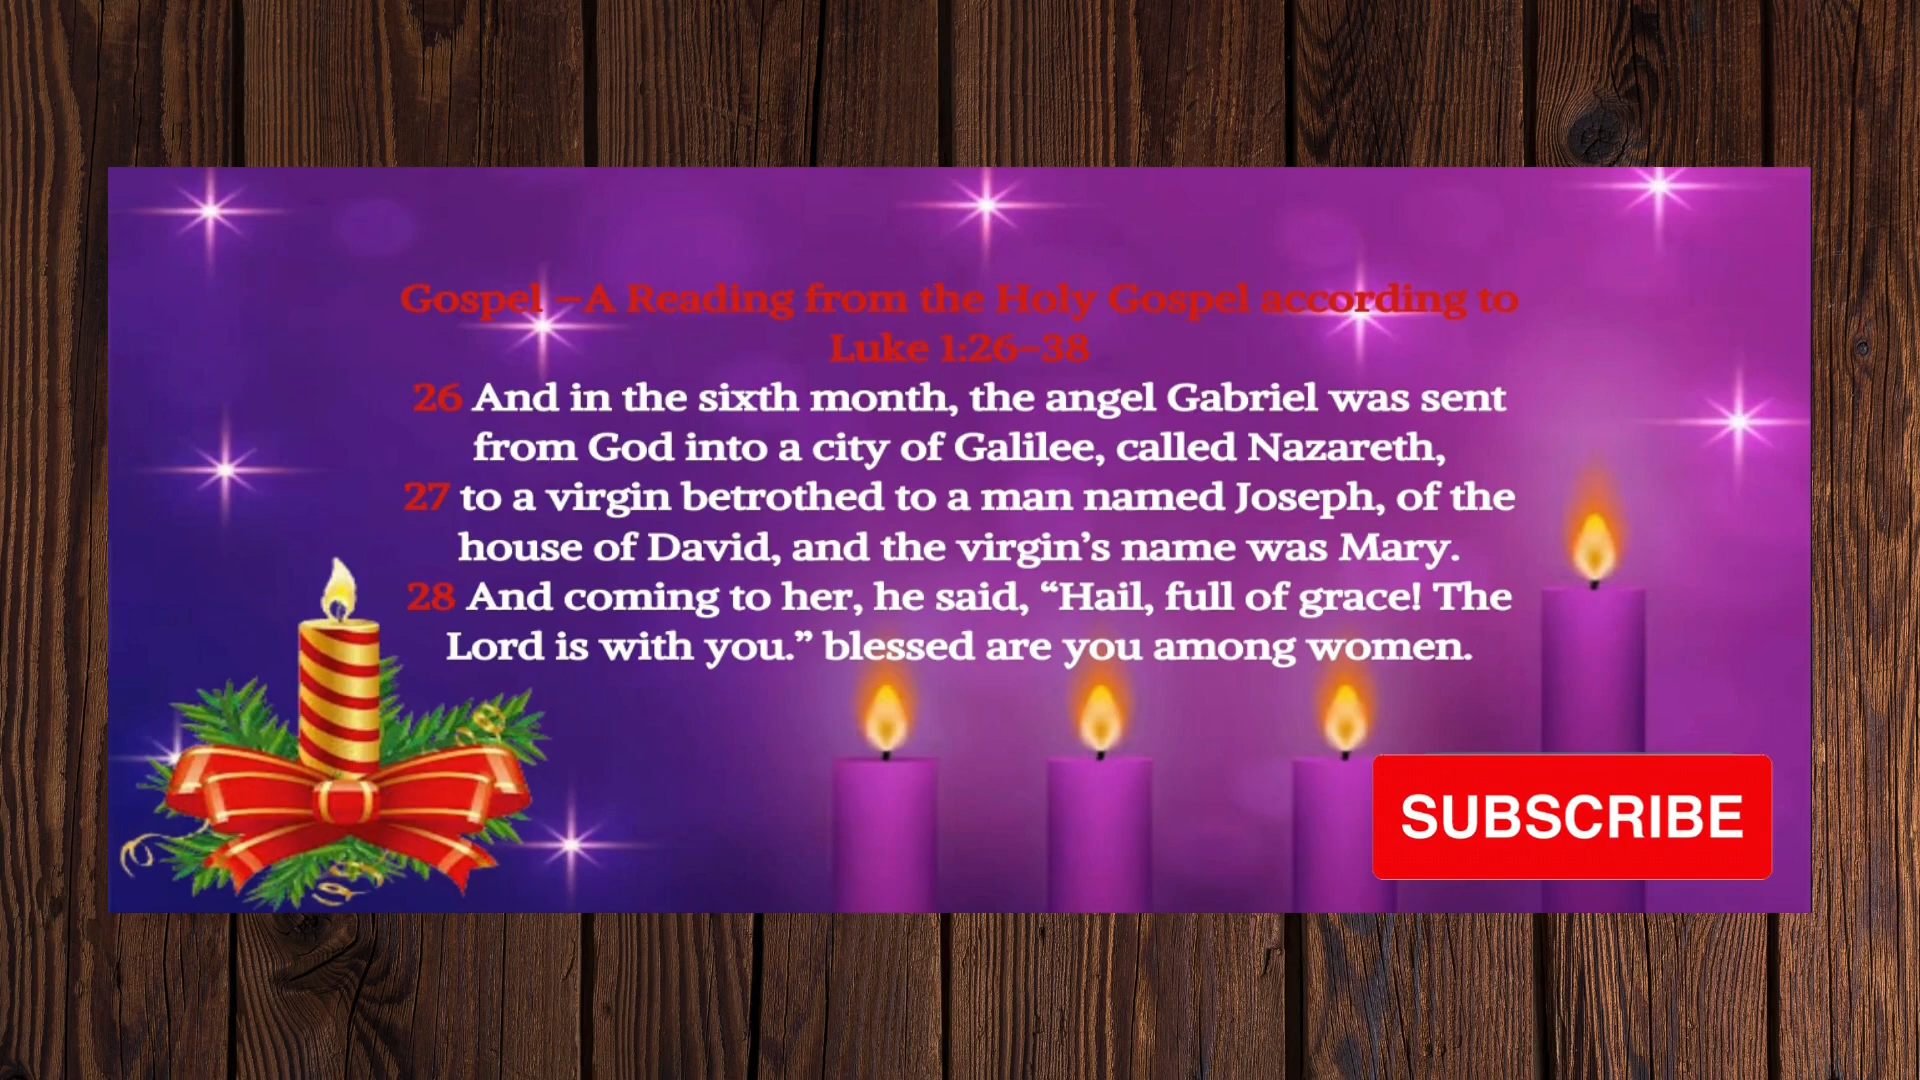 Gospel –A Reading from the Holy Gospel according to
Luke 1:26–38
26 And in the sixth month, the angel Gabriel was sent
from God into a city of Galilee, called Nazareth,
27 to a virgin betrothed to a man named Joseph, of the
house of David, and the virgin’s name was Mary.
28 And coming to her, he said, “Hail, full of grace! The
Lord is with you.” blessed are you among women.
SUBSCRIBE